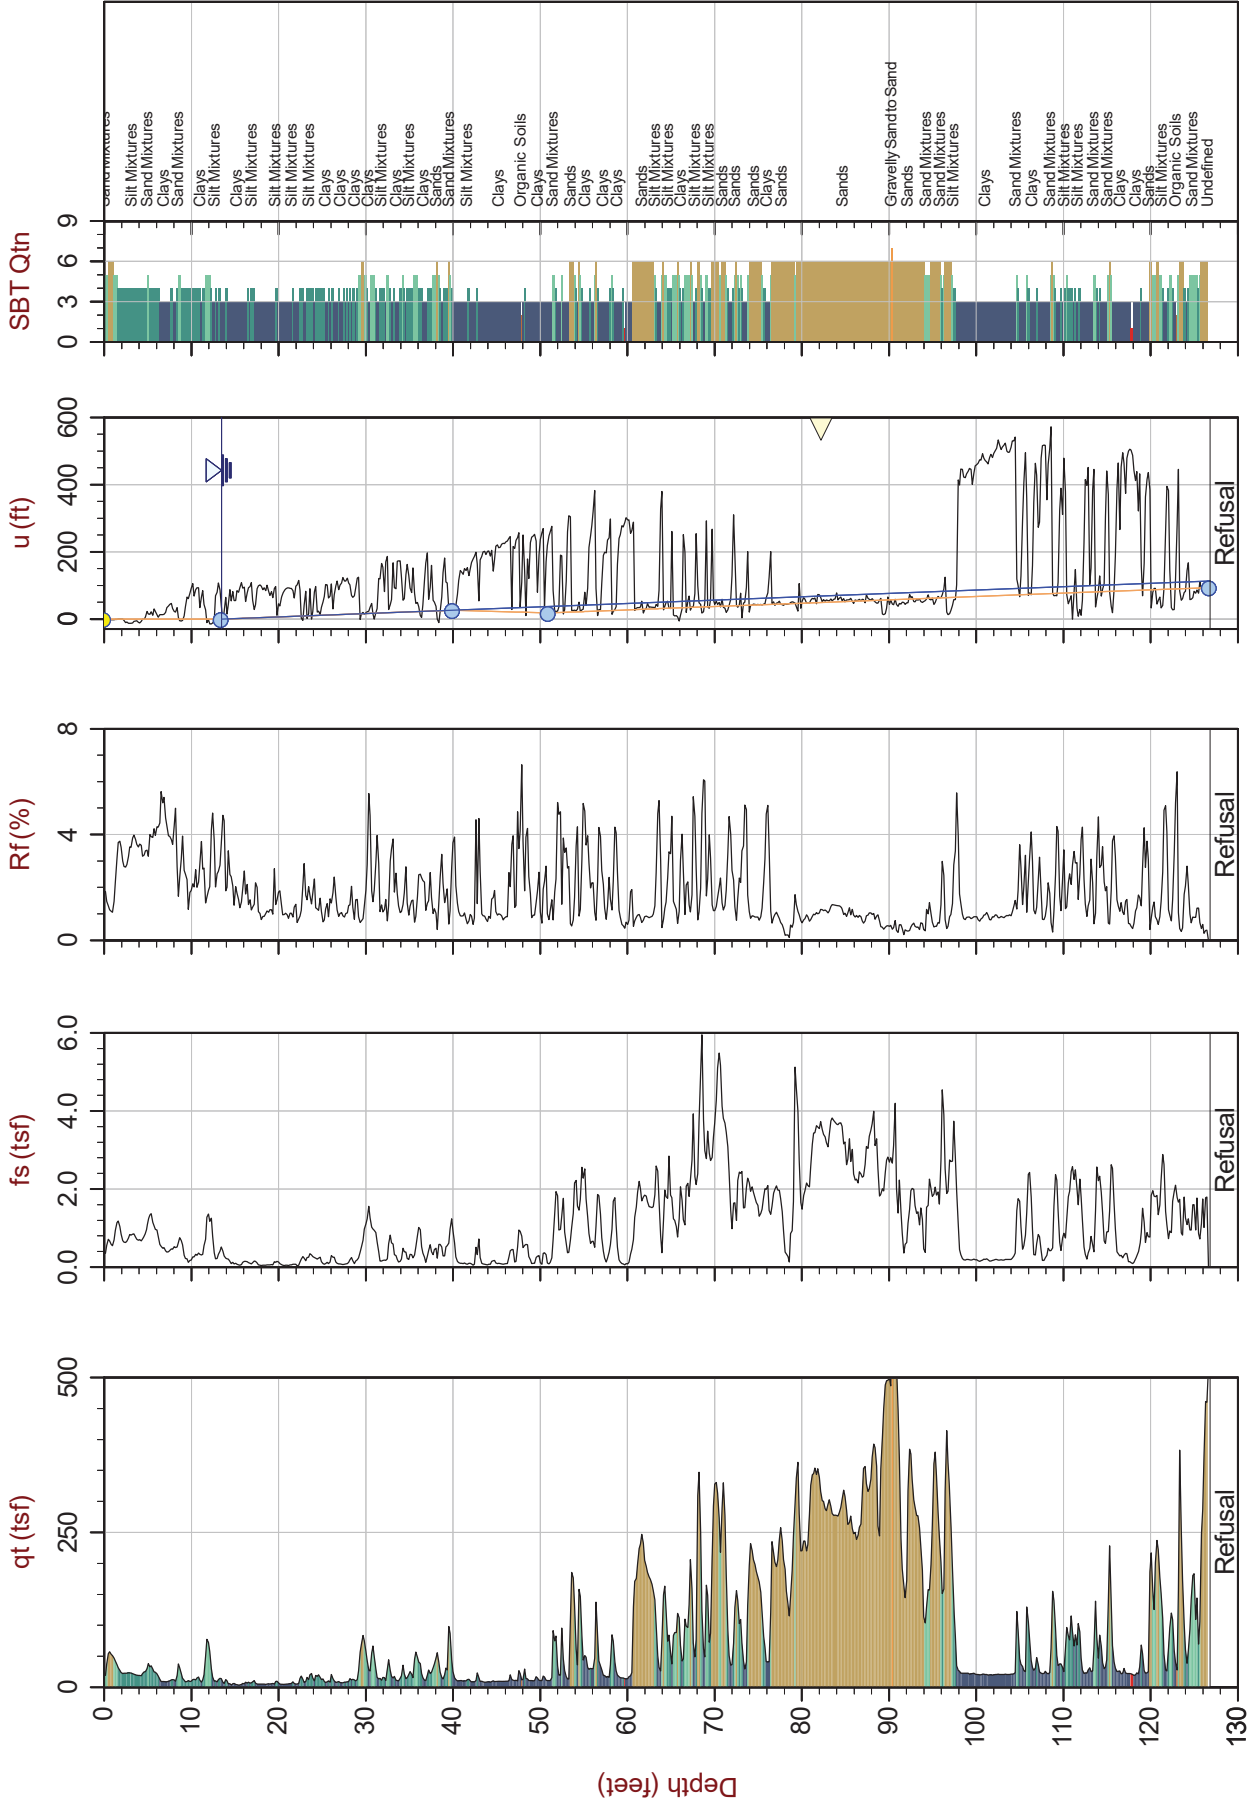 qt (tsf)
fs (tsf)
Rf (%)
u (ft)
SBT Qtn
0
250
500
0.0
2.0
4.0
6.0
0
4
8
0
200
400
600
0
3
6
9
Depth (feet)
0
10
20
30
40
50
60
70
80
90
100
110
120
130
Refusal
Refusal
Refusal
Refusal
Sand Mixtures
Silt Mixtures
Sand Mixtures
Clays
Sand Mixtures
Clays
Silt Mixtures
Clays
Silt Mixtures
Sand Mixtures
Silt Mixtures
Silt Mixtures
Clays
Clays
Clays
Clays
Silt Mixtures
Clays
Silt Mixtures
Clays
Sands
Sand Mixtures
Silt Mixtures
Clays
Organic Soils
Clays
Sand Mixtures
Sands
Clays
Clays
Clays
Sands
Silt Mixtures
Silt Mixtures
Clays
Silt Mixtures
Silt Mixtures
Sands
Sands
Sands
Clays
Sands
Sands
Gravelly Sand to Sand
Sands
Sand Mixtures
Sand Mixtures
Silt Mixtures
Clays
Sand Mixtures
Clays
Sand Mixtures
Silt Mixtures
Silt Mixtures
Sand Mixtures
Sand Mixtures
Clays
Clays
Sands
Silt Mixtures
Organic Soils
Sand Mixtures
Undefined